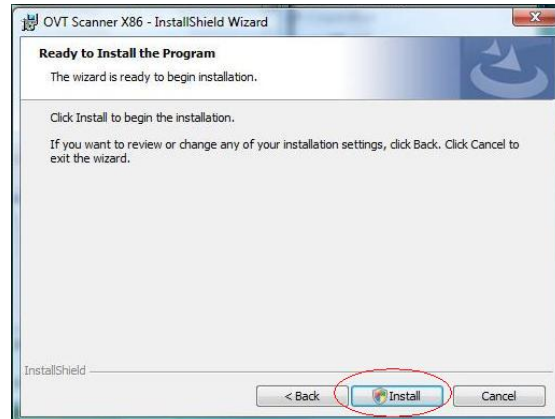 OVT Scanner X86 - InstallShield Wizard
Ready to Install the Program
The wizard is ready to begin installation.
Click Install to begin the installation.
If you want to review or change any of your installation settings, click Back. Click Cancel to
exit the wizard.
InstallShield
< Back Install Cancel